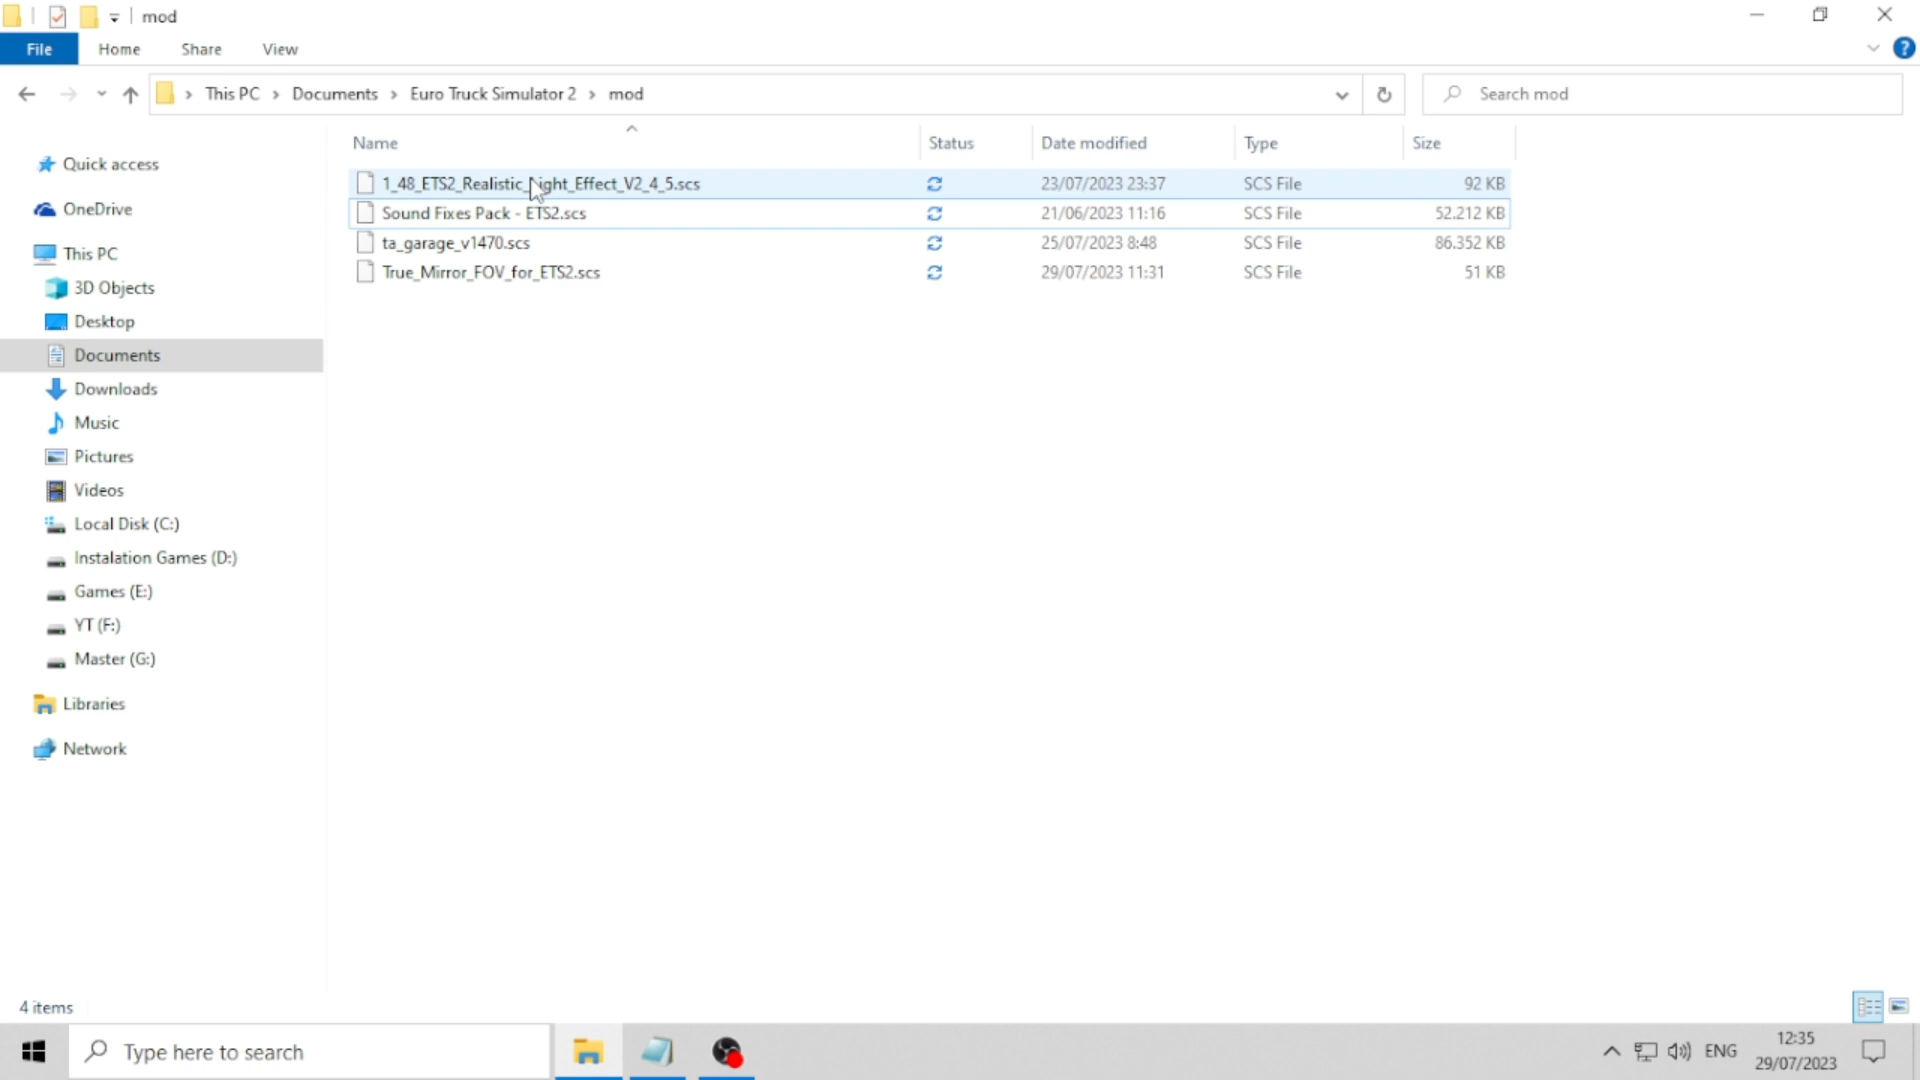 mod
File Home Share View
This PC Documents Euro Truck Simulator 2 mod
Search mod
Name Status Date modified Type Size
1_48_ETS2_Realistic_Light_Effect_V2_4_5.scs 23/07/2023 23:37 SCS File 92 KB
Sound Fixes Pack - ETS2.scs 21/06/2023 11:16 SCS File 52.212 KB
ta_garage_v1470.scs 25/07/2023 8:48 SCS File 86.352 KB
True_Mirror_FOV_for_ETS2.scs 29/07/2023 11:31 SCS File 51 KB
Quick access
OneDrive
This PC
3D Objects
Desktop
Documents
Downloads
Music
Pictures
Videos
Local Disk (C:)
Instalation Games (D:)
Games (E:)
YT (F:)
Master (G:)
Libraries
Network
4 items
Type here to search
ENG
12:35
29/07/2023